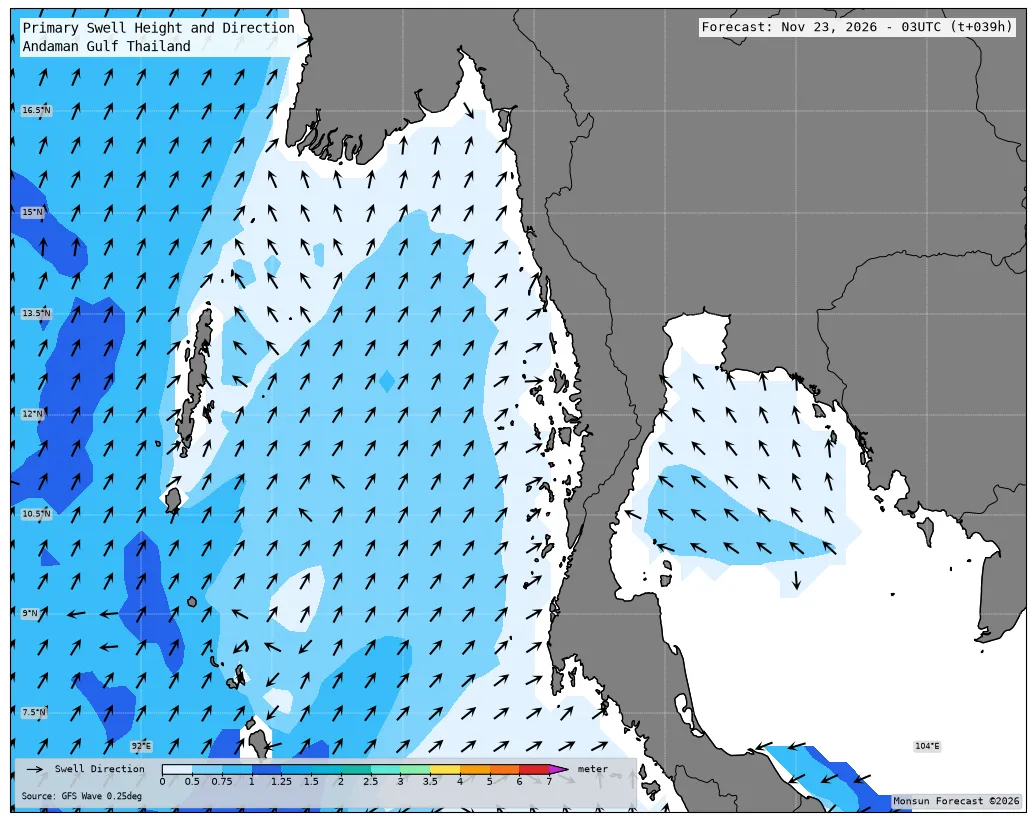 Primary Swell Height and Direction
Andaman Gulf Thailand
Forecast: Nov 23, 2026 - 03UTC (t+039h)
16.5°N
15°N
13.5°N
12°N
10.5°N
9°N
7.5°N
92°E
104°E
Swell Direction
0 0.5 0.75 1.25 1.5 2 2.5 3 3.5 4 5 6 7
meter
Source: GFS Wave 0.25deg
Monsun Forecast ©2026